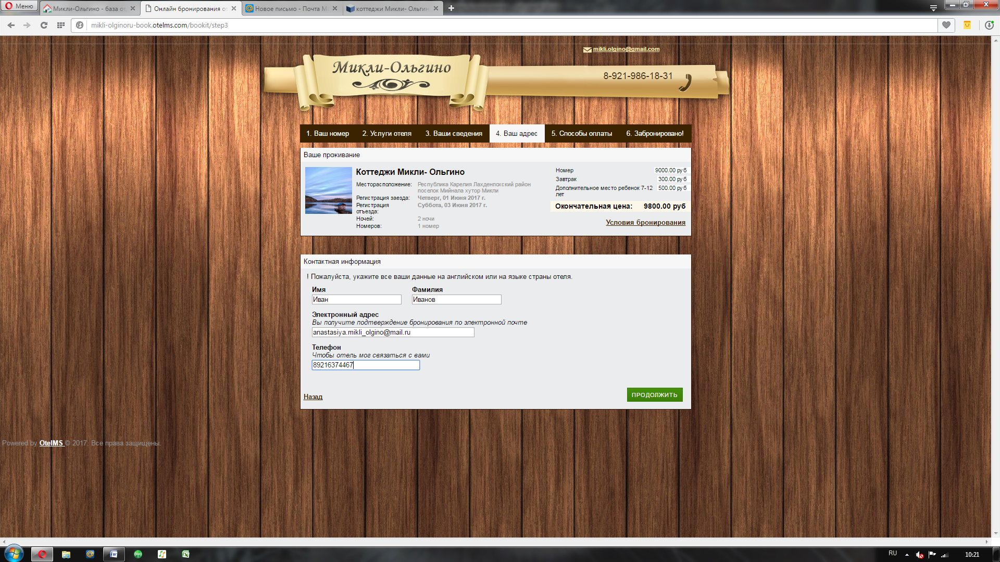 Меню
Микли-Ольгино - база от
Онлайн бронирования от
Новое письмо - Почта Ма
коттеджи Микли- Ольгин
mikli-olginoru-book.otelms.com/bookit/step3
mikli.olgino@gmail.com
Микли-Ольгино
8-921-986-18-31
1. Ваш номер 2. Услуги отеля 3. Ваши сведения 4. Ваш адрес 5. Способы оплаты 6. Забронировано!
Ваше проживание
Коттеджи Микли- Ольгино
Месторасположение: Республика Карелия Лахденпохский район
поселок Мийнала хутор Микли
Регистрация заезда: Четверг, 01 Июня 2017 г.
Регистрация
отъезда: Суббота, 03 Июня 2017 г.
Ночей: 2 ночи
Номеров: 1 номер
Номер 9000.00 руб
Завтрак 300.00 руб
Дополнительное место ребенок 7-12
лет 500.00 руб
Окончательная цена: 9800.00 руб
Условия бронирования
Контактная информация
! Пожалуйста, укажите все ваши данные на английском или на языке страны отеля.
Имя Фамилия
Иван Иванов
Электронный адрес
Вы получите подтверждение бронирования по электронной почте
anastasiya.mikli_olgino@mail.ru
Телефон
Чтобы отель мог связаться с вами
89216374467
Назад ПРОДОЛЖИТЬ
Powered by OtelMS © 2017. Все права защищены.
RU 10:21